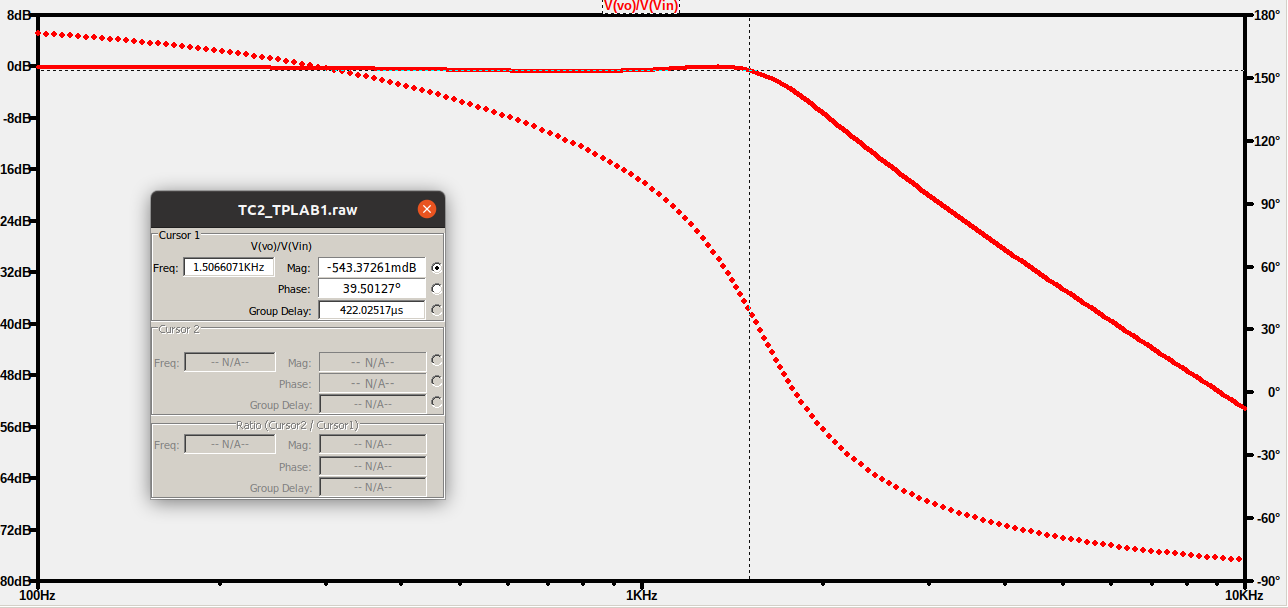 V(vo)/V(Vin)
8dB
180°
0dB
150°
-8dB
120°
16dB
90°
24dB
60°
32dB
30°
40dB
0°
48dB
-30°
56dB
64dB
-60°
72dB
80dB
-90°
100Hz
1KHz
10KHz
TC2_TPLAB1.raw
Cursor 1
V(vo)/V(Vin)
Freq: 1.5066071KHz Mag: -543.37261mdB
Phase: 39.50127°
Group Delay: 422.02517µs
Cursor 2
Freq: -- N/A-- Mag: -- N/A--
Phase: -- N/A--
Group Delay: -- N/A--
Ratio (Cursor2 / Cursor1)
Freq: -- N/A-- Mag: -- N/A--
Phase: -- N/A--
Group Delay: -- N/A--